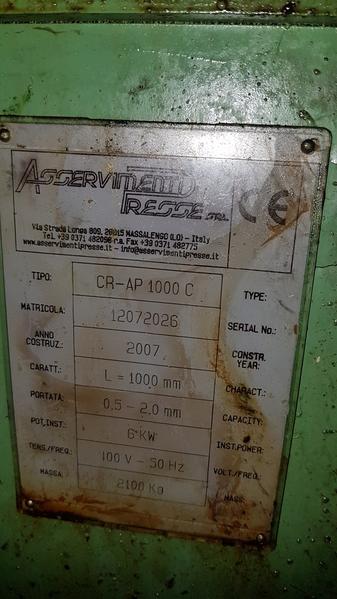 ASSERVIMENTI
PRESSE SRL
CE
Via Strada Longa 809, 26815 MASSALENGO (LO) - Italy
Tel +39 0371 482096 r.a. Fax +39 0371 482775
www.asservimentipresse.it - info@asservimentipresse.it
TIPO: CR-AP 1000 C TYPE:
MATRICOLA: 12072026 SERIAL No.:
ANNO COSTRUZ.: 2007 CONSTR. YEAR:
CARATT.: L = 1000 mm CHARACT.:
PORTATA: 0.5 - 2.0 mm CAPACITY:
POT.INST.: 6 KW INST.POWER:
TENS/FREQ.: 100 V - 50 Hz VOLT/FREQ.:
MASSA: 2100 Kg MASS: